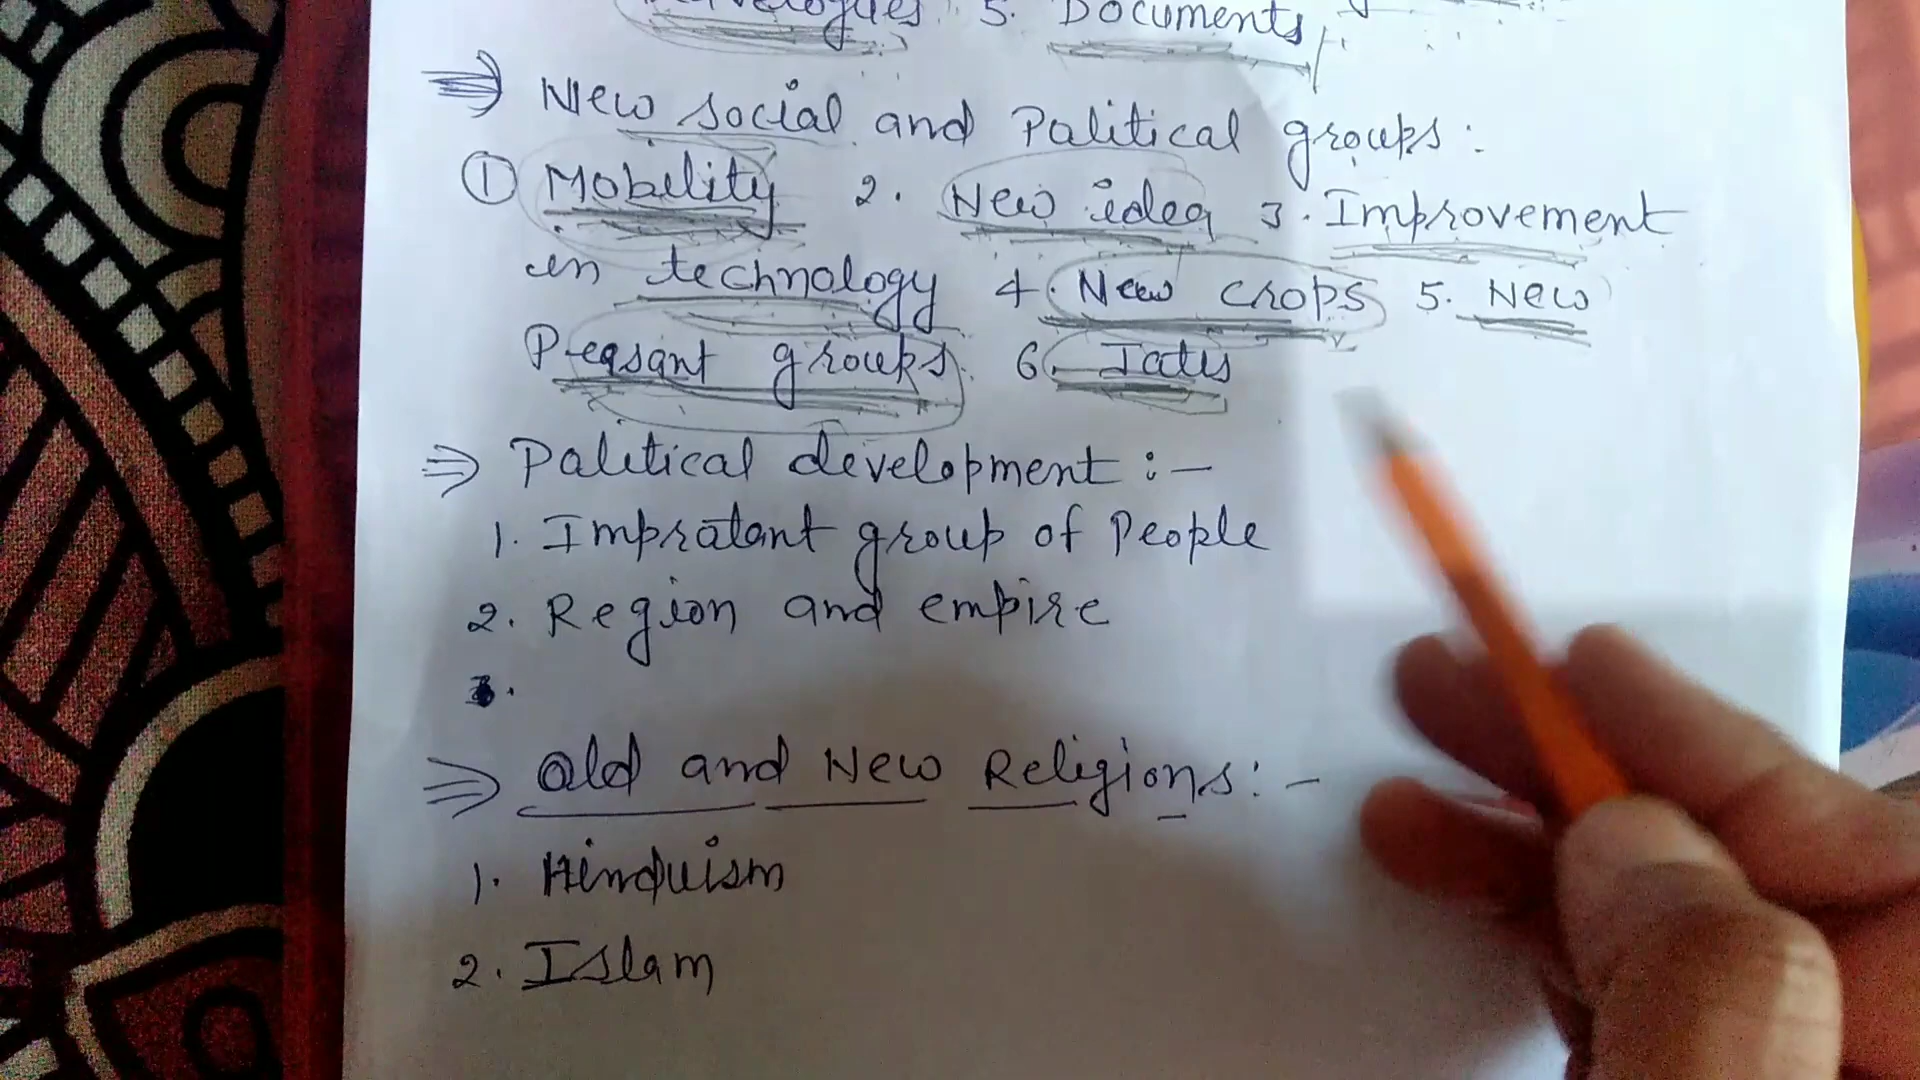 5. Documents
⇒ New social and Palitical groups:
① Mobility 2. New idea 3. Improvement
in technology 4. New crops 5. New
Peasant groups. 6. Jatis
⇒ Palitical development :-
1. Impratant group of People
2. Region and empire
3.
⇒ Old and New Religions: -
1. Hinduism
2. Islam